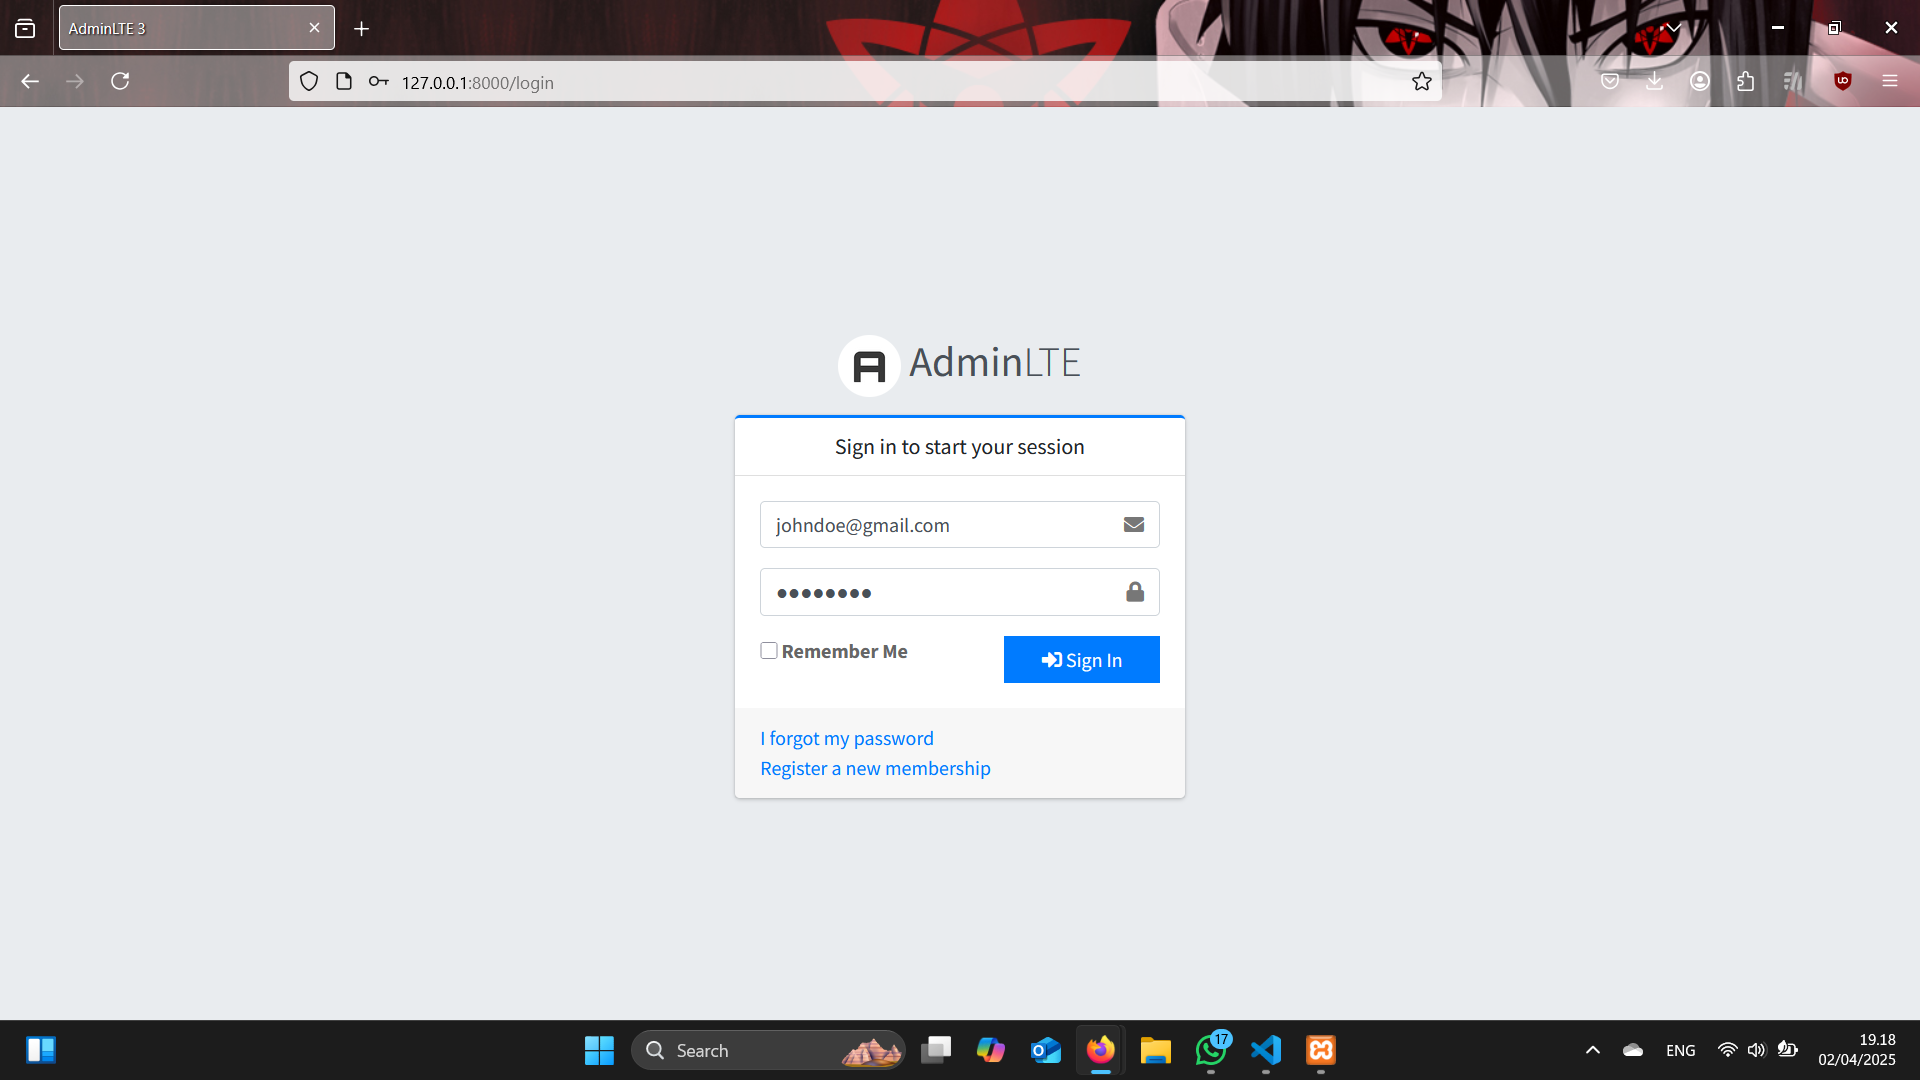 AdminLTE 3
127.0.0.1:8000/login
AdminLTE
Sign in to start your session
johndoe@gmail.com
Remember Me
Sign In
I forgot my password
Register a new membership
Search
17
ENG
19.18
02/04/2025